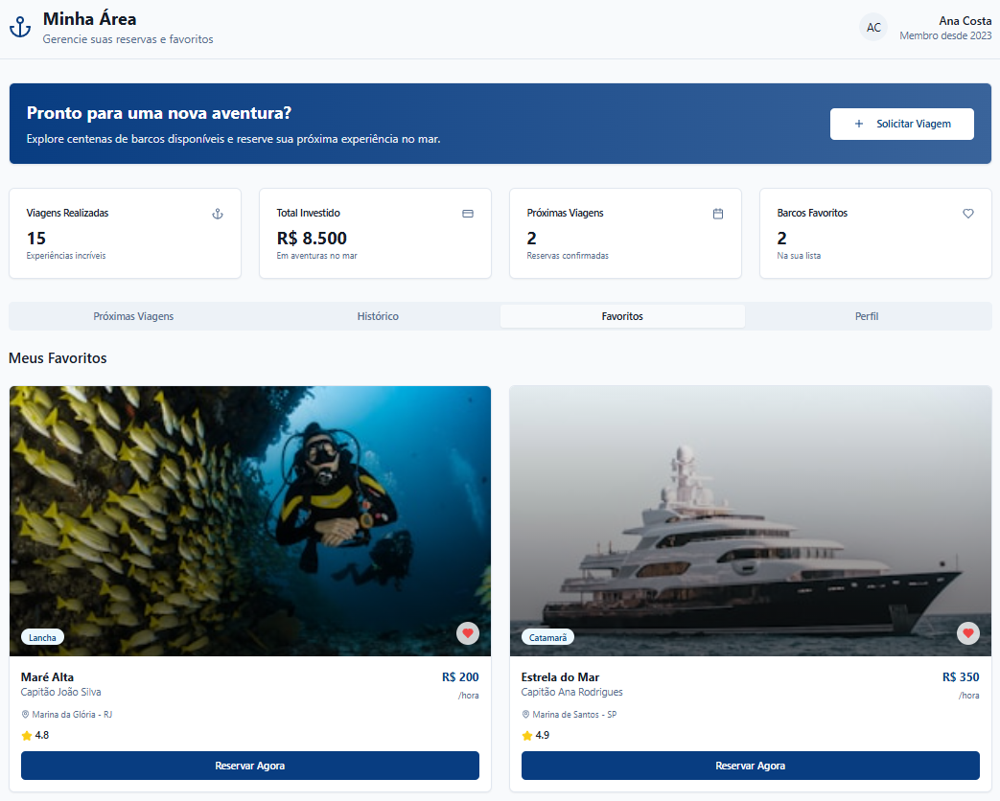 Minha Área
Gerencie suas reservas e favoritos
AC
Ana Costa
Membro desde 2023
Pronto para uma nova aventura?
Explore centenas de barcos disponíveis e reserve sua próxima experiência no mar.
+ Solicitar Viagem
Viagens Realizadas
15
Experiências incríveis
Total Investido
R$ 8.500
Em aventuras no mar
Próximas Viagens
2
Reservas confirmadas
Barcos Favoritos
2
Na sua lista
Próximas Viagens
Histórico
Favoritos
Perfil
Meus Favoritos
Lancha
Maré Alta
R$ 200
Capitão João Silva
/hora
Marina da Glória - RJ
4.8
Reservar Agora
Catamarã
Estrela do Mar
R$ 350
Capitão Ana Rodrigues
/hora
Marina de Santos - SP
4.9
Reservar Agora